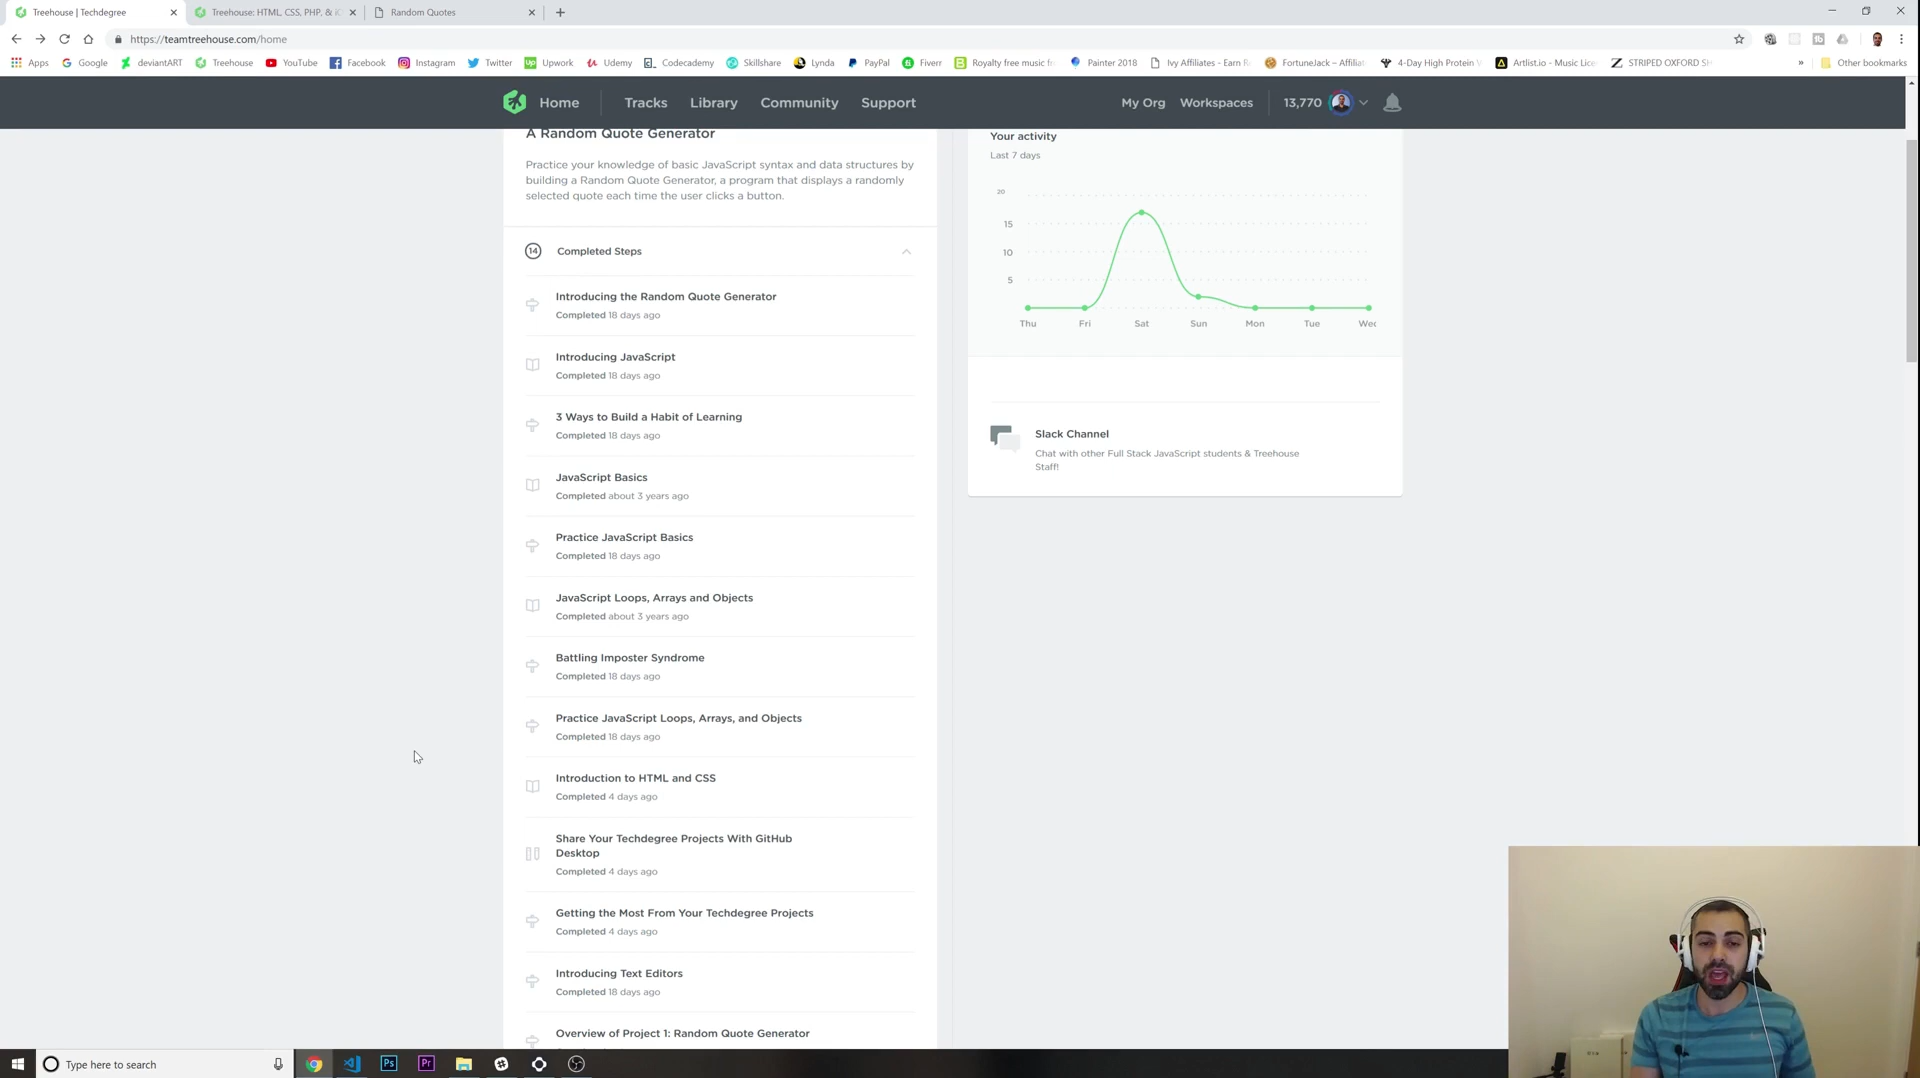 Treehouse | Techdegree
Treehouse: HTML, CSS, PHP, & i
Random Quotes
https://teamtreehouse.com/home
Apps
Google
deviantART
Treehouse
YouTube
Facebook
Instagram
Twitter
Upwork
Udemy
Codecademy
Skillshare
Lynda
PayPal
Fiverr
Royalty free music f
Painter 2018
Ivy Affiliates - Earn
FortuneJack – Affilia
4-Day High Protein
Artlist.io - Music Lice
STRIPED OXFORD
»
Other bookmarks
Home
Tracks
Library
Community
Support
My Org
Workspaces
13,770
A Random Quote Generator
Practice your knowledge of basic JavaScript syntax and data structures by
building a Random Quote Generator, a program that displays a randomly
selected quote each time the user clicks a button.
14
Completed Steps
Introducing the Random Quote Generator
Completed 18 days ago
Introducing JavaScript
Completed 18 days ago
3 Ways to Build a Habit of Learning
Completed 18 days ago
JavaScript Basics
Completed about 3 years ago
Practice JavaScript Basics
Completed 18 days ago
JavaScript Loops, Arrays and Objects
Completed about 3 years ago
Battling Imposter Syndrome
Completed 18 days ago
Practice JavaScript Loops, Arrays, and Objects
Completed 18 days ago
Introduction to HTML and CSS
Completed 4 days ago
Share Your Techdegree Projects With GitHub
Desktop
Completed 4 days ago
Getting the Most From Your Techdegree Projects
Completed 4 days ago
Introducing Text Editors
Completed 18 days ago
Overview of Project 1: Random Quote Generator
Your activity
Last 7 days
20
15
10
5
Thu
Fri
Sat
Sun
Mon
Tue
Wed
Slack Channel
Chat with other Full Stack JavaScript students & Treehouse
Staff!
Type here to search
Ps
Pr